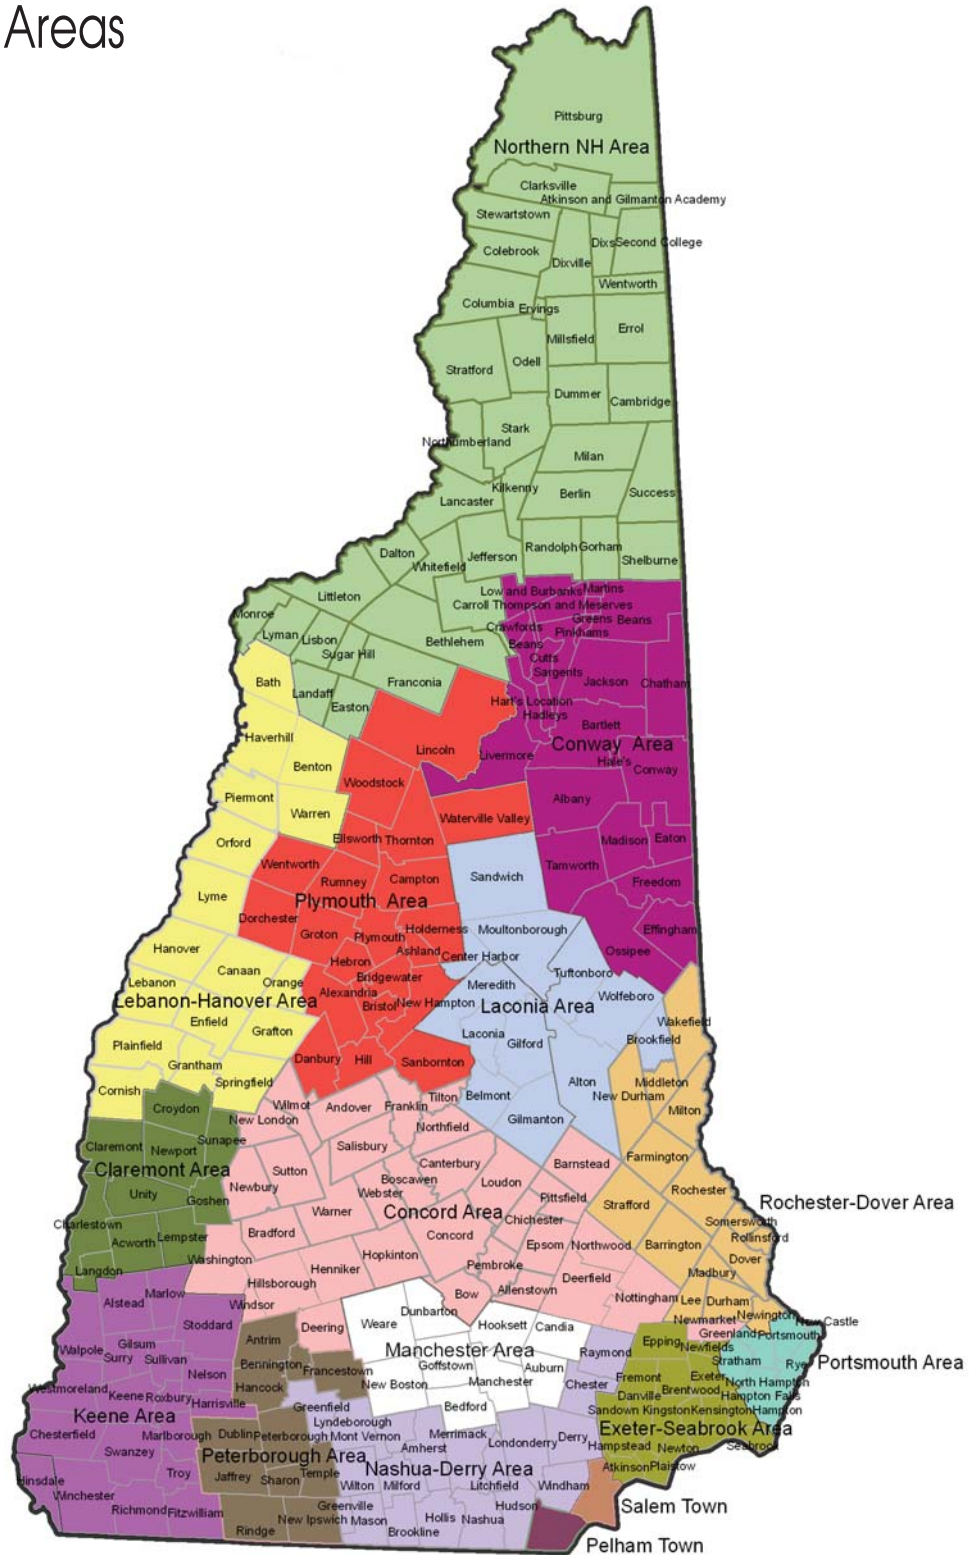 Areas
Pittsburg
Northern NH Area
Clarksville
Atkinson and Gilmanton Academy
Stewartstown
Dixs Second College
Colebrook
Dixville
Wentworth
Columbia
Ervings
Errol
Millsfield
Odell
Stratford
Dummer
Cambridge
Stark
Northumberland
Milan
Kilkenny
Berlin
Success
Lancaster
Randolph
Gorham
Dalton
Jefferson
Shelburne
Whitefield
Low and Burbanks
Martins
Littleton
Carroll
Thompson and Meserves
Monroe
Greens
Beans
Crawfords
Pinkhams
Lyman
Lisbon
Bethlehem
Beans
Sugar Hill
Cutts
Sargents
Bath
Franconia
Jackson
Chatham
Landaff
Easton
Hart's Location
Hadleys
Bartlett
Haverhill
Lincoln
Conway Area
Livermore
Hale's
Benton
Conway
Woodstock
Piermont
Albany
Warren
Waterville Valley
Orford
Ellsworth
Thornton
Madison
Eaton
Wentworth
Tamworth
Sandwich
Rumney
Campton
Freedom
Lyme
Plymouth Area
Dorchester
Holderness
Moultonborough
Effingham
Groton
Plymouth
Hanover
Ashland
Center Harbor
Ossipee
Hebron
Canaan
Bridgewater
Tuftonboro
Lebanon
Orange
Meredith
Alexandria
Wolfeboro
Lebanon-Hanover Area
Bristol
New Hampton
Laconia Area
Enfield
Wakefield
Grafton
Laconia
Brookfield
Plainfield
Gilford
Danbury
Hill
Sanbornton
Grantham
Springfield
Alton
Middleton
Cornish
Tilton
Belmont
New Durham
Wilmot
Andover
Franklin
Milton
Croydon
New London
Northfield
Gilmanton
Sunapee
Claremont
Newport
Salisbury
Farmington
Claremont Area
Sutton
Canterbury
Barnstead
Boscawen
Loudon
Unity
Newbury
Webster
Rochester
Goshen
Pittsfield
Strafford
Rochester-Dover Area
Warner
Concord Area
Chichester
Charlestown
Somersworth
Bradford
Concord
Rollinsford
Acworth
Lempster
Epsom
Northwood
Barrington
Washington
Hopkinton
Dover
Langdon
Henniker
Pembroke
Madbury
Hillsborough
Deerfield
Marlow
Bow
Allenstown
Nottingham
Lee
Durham
Alstead
Windsor
Dunbarton
Newington
Stoddard
Weare
Hooksett
Candia
Newmarket
New Castle
Deering
Greenland
Portsmouth
Antrim
Epping
Gilsum
Newfields
Walpole
Manchester Area
Raymond
Surry
Sullivan
Bennington
Goffstown
Auburn
Stratham
Rye
Portsmouth Area
Nelson
Francestown
Fremont
Exeter
Westmoreland
Hancock
New Boston
Manchester
Chester
Brentwood
North Hampton
Keene
Roxbury
Danville
Hampton Falls
Harrisville
Greenfield
Bedford
Sandown
Kingston
Kensington
Hampton
Keene Area
Lyndeborough
Exeter-Seabrook Area
Chesterfield
Marlborough
Dublin
Peterborough
Mont Vernon
Merrimack
Derry
Londonderry
Hampstead
Newton
Seabrook
Swanzey
Peterborough Area
Amherst
Atkinson
Plaistow
Troy
Jaffrey
Sharon
Temple
Nashua-Derry Area
Hinsdale
Wilton
Milford
Litchfield
Windham
Winchester
Greenville
Hudson
Salem Town
Richmond
Fitzwilliam
New Ipswich
Mason
Hollis
Nashua
Rindge
Brookline
Pelham Town